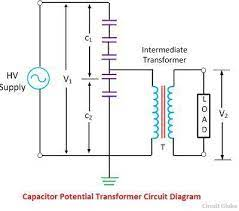 C₁
Intermediate
Transformer
HV
Supply
V₁
C₂
T
LOAD
V₂
Capacitor Potential Transformer Circuit Diagram
Circuit Globe